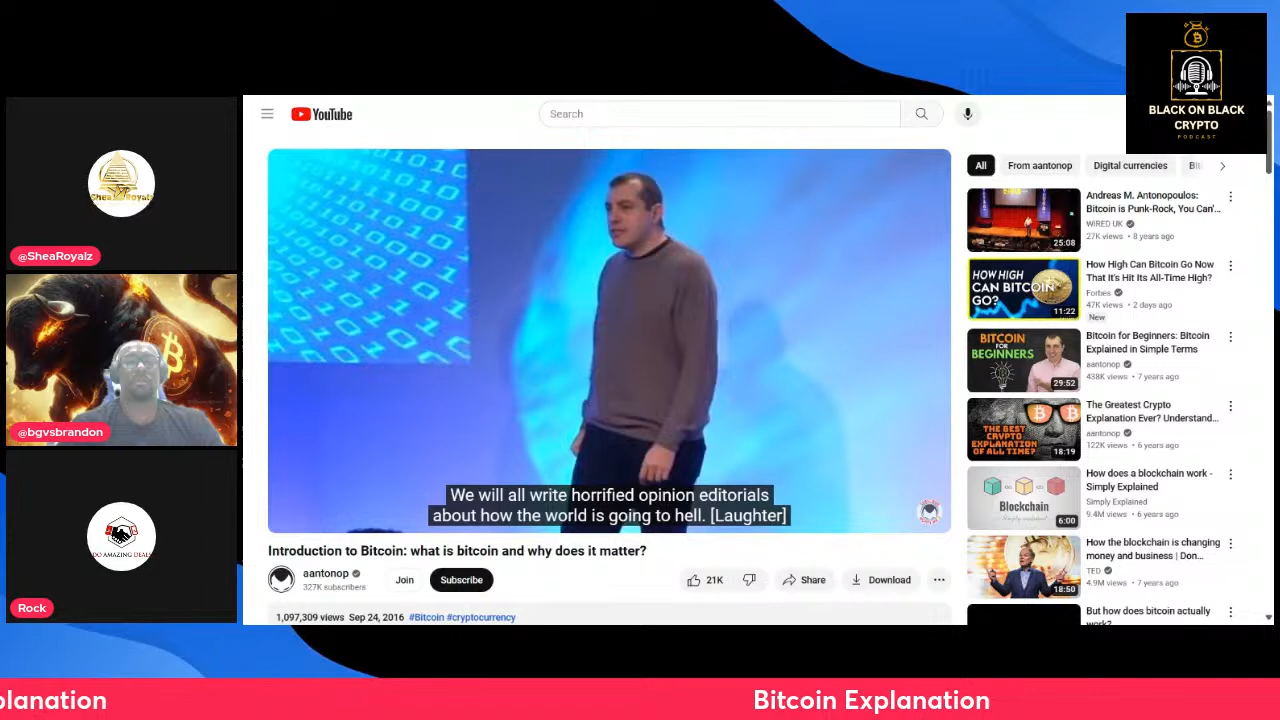 BLACK ON BLACK
CRYPTO
PODCAST
@SheaRoyalz
@bgvsbrandon
DO AMAZING DEALS
Rock
YouTube
Search
We will all write horrified opinion editorials
about how the world is going to hell. [Laughter]
Introduction to Bitcoin: what is bitcoin and why does it matter?
aantonop
327K subscribers
Join
Subscribe
21K
Share
Download
1,097,309 views Sep 24, 2016 #Bitcoin #cryptocurrency
All
From aantonop
Digital currencies
Andreas M. Antonopoulos:
Bitcoin is Punk-Rock, You Can'...
WIRED UK
27K views • 8 years ago
25:08
HOW HIGH
CAN BITCOIN
GO?
11:22
How High Can Bitcoin Go Now
That It's Hit Its All-Time High?
Forbes
47K views • 2 days ago
New
BITCOIN
FOR
BEGINNERS
29:52
Bitcoin for Beginners: Bitcoin
Explained in Simple Terms
aantonop
438K views • 7 years ago
THE BEST
CRYPTO
EXPLANATION
OF ALL TIME?
18:19
The Greatest Crypto
Explanation Ever? Understand...
aantonop
122K views • 6 years ago
Blockchain
Simply explained
6:00
How does a blockchain work -
Simply Explained
Simply Explained
9.4M views • 6 years ago
18:50
How the blockchain is changing
money and business | Don...
TED
4.9M views • 7 years ago
But how does bitcoin actually
work?
planation
Bitcoin Explanation